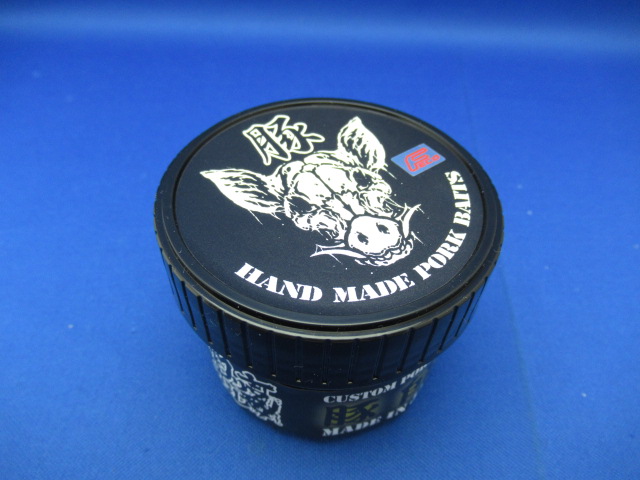 豚
HAND MADE PORK BAITS
CUSTOM
MADE IN